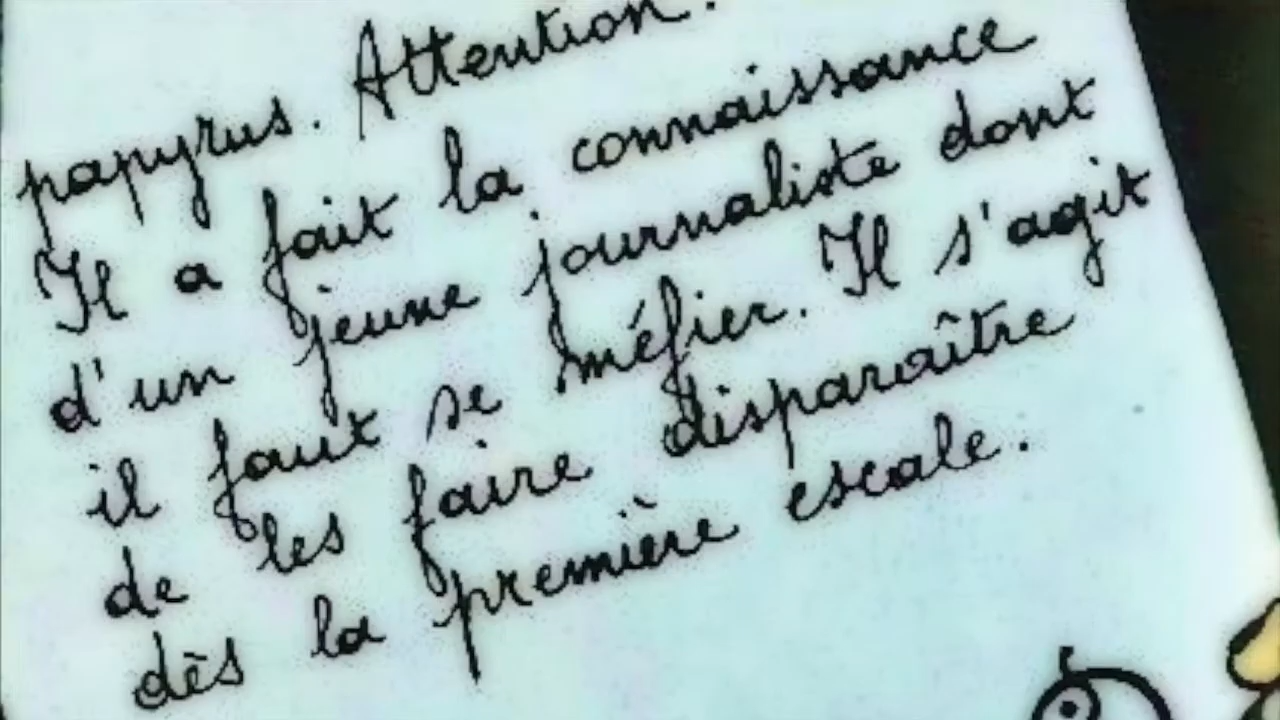 papyrus. Attention.
Il a fait la connaissance
d'un jeune journaliste dont
il faut se méfier. Il s'agit
de les faire disparaître
dès la première escale.